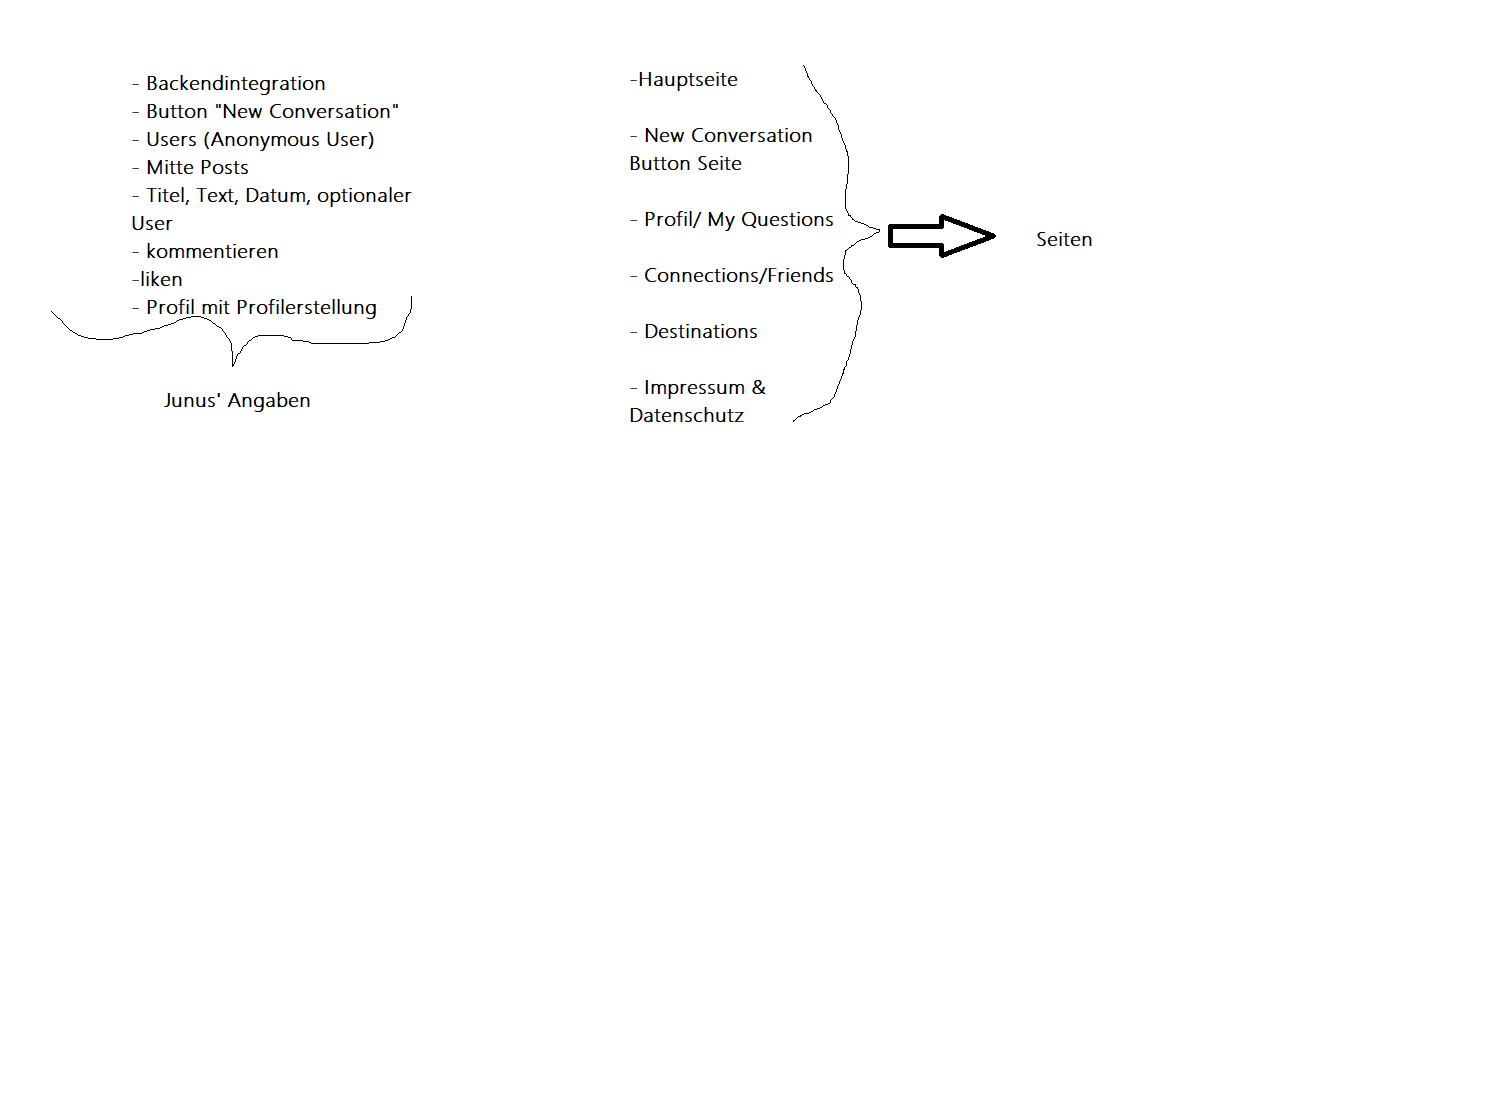 - Backendintegration
- Button "New Conversation"
- Users (Anonymous User)
- Mitte Posts
- Titel, Text, Datum, optionaler
User
- kommentieren
-liken
- Profil mit Profilerstellung
Junus' Angaben
-Hauptseite
- New Conversation
Button Seite
- Profil/ My Questions
- Connections/Friends
- Destinations
- Impressum &
Datenschutz
Seiten